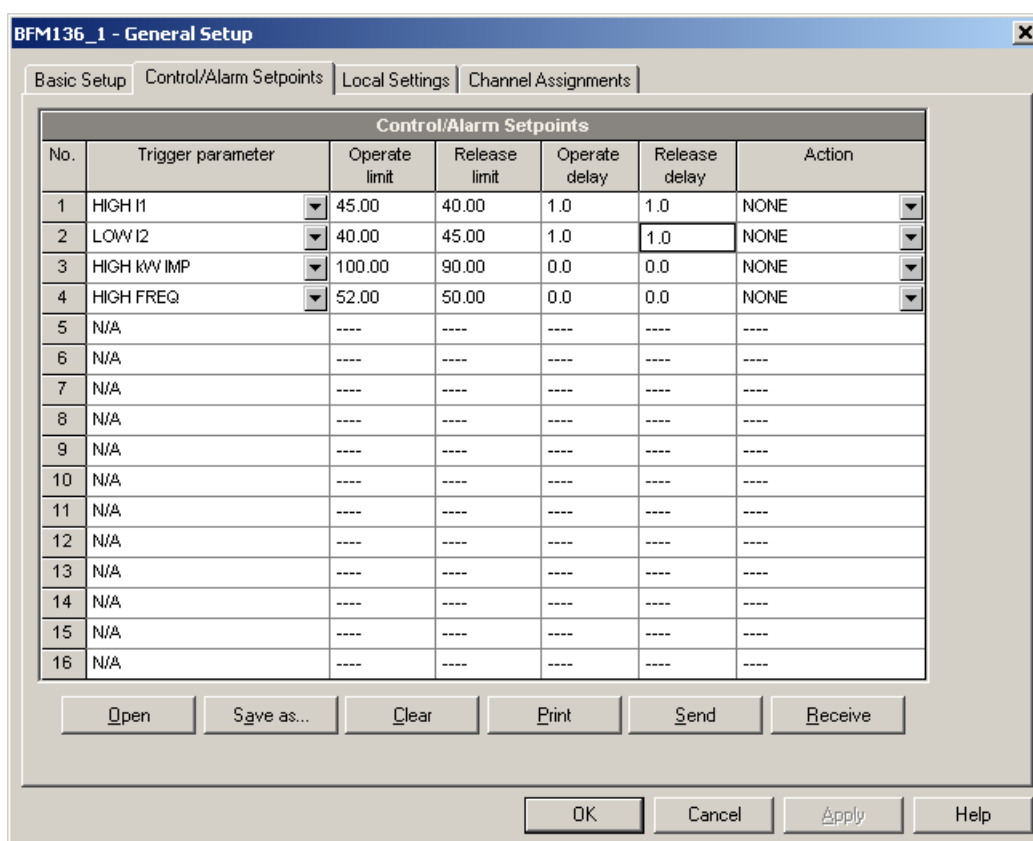 BFM136_1 - General Setup
Basic Setup Control/Alarm Setpoints Local Settings Channel Assignments
Control/Alarm Setpoints
No. Trigger parameter Operate limit Release limit Operate delay Release delay Action
1 HIGH I1 45.00 40.00 1.0 1.0 NONE
2 LOW I2 40.00 45.00 1.0 1.0 NONE
3 HIGH kW IMP 100.00 90.00 0.0 0.0 NONE
4 HIGH FREQ 52.00 50.00 0.0 0.0 NONE
5 N/A ---- ---- ---- ---- ----
6 N/A ---- ---- ---- ---- ----
7 N/A ---- ---- ---- ---- ----
8 N/A ---- ---- ---- ---- ----
9 N/A ---- ---- ---- ---- ----
10 N/A ---- ---- ---- ---- ----
11 N/A ---- ---- ---- ---- ----
12 N/A ---- ---- ---- ---- ----
13 N/A ---- ---- ---- ---- ----
14 N/A ---- ---- ---- ---- ----
15 N/A ---- ---- ---- ---- ----
16 N/A ---- ---- ---- ---- ----
Open Save as... Clear Print Send Receive
OK Cancel Apply Help